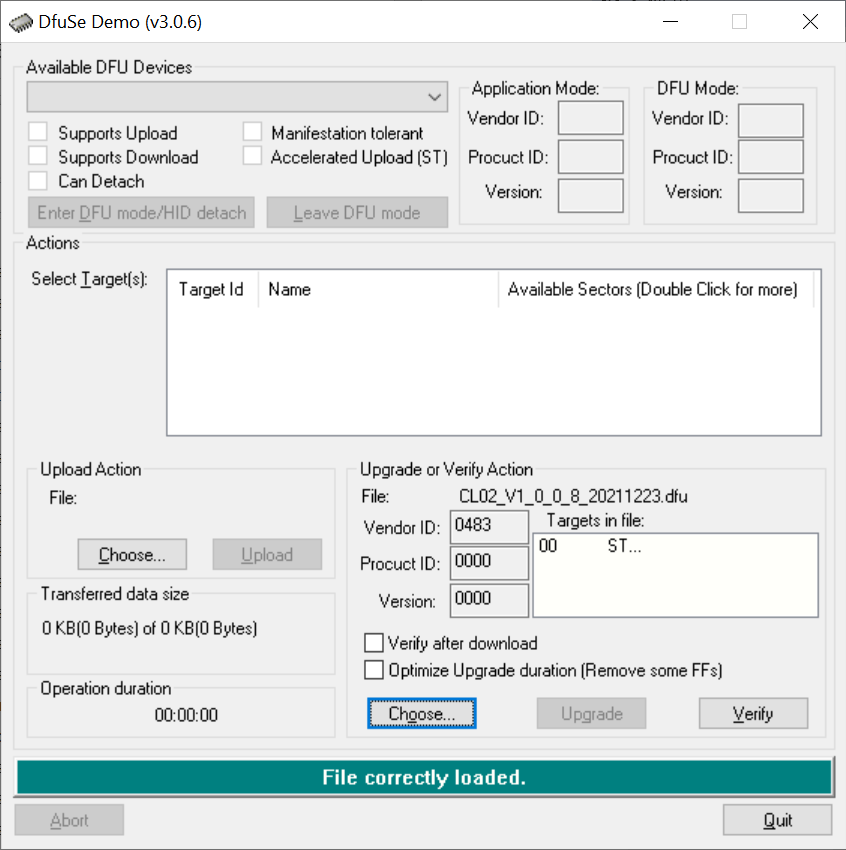 DfuSe Demo (v3.0.6)
Available DFU Devices
Supports Upload
Manifestation tolerant
Supports Download
Accelerated Upload (ST)
Can Detach
Enter DFU mode/HID detach
Leave DFU mode
Application Mode:
Vendor ID:
Procuct ID:
Version:
DFU Mode:
Vendor ID:
Procuct ID:
Version:
Actions
Select Target(s):
Target Id Name Available Sectors (Double Click for more)
Upload Action
File:
Choose...
Upload
Transferred data size
0 KB(0 Bytes) of 0 KB(0 Bytes)
Operation duration
00:00:00
Upgrade or Verify Action
File: CL02_V1_0_0_8_20211223.dfu
Vendor ID: 0483
Procuct ID: 0000
Version: 0000
Targets in file:
00 ST...
Verify after download
Optimize Upgrade duration (Remove some FFs)
Choose...
Upgrade
Verify
File correctly loaded.
Abort
Quit